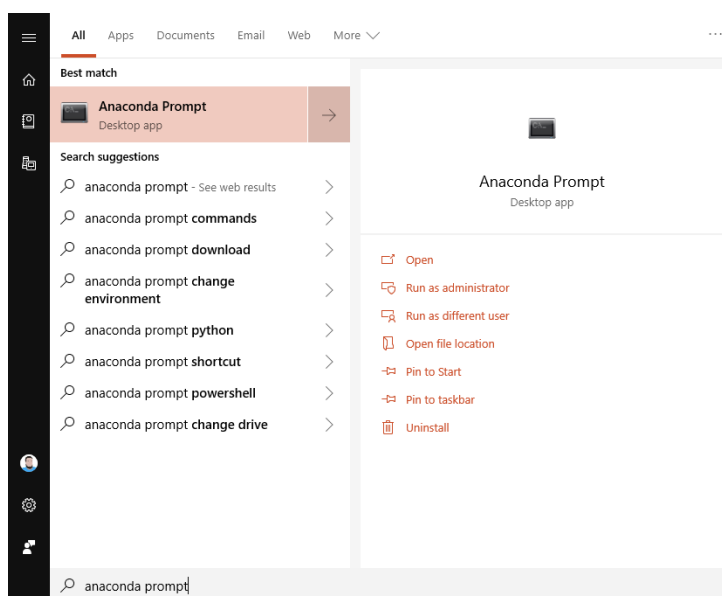 All Apps Documents Email Web More
Best match
Anaconda Prompt
Desktop app
Search suggestions
anaconda prompt - See web results
anaconda prompt commands
anaconda prompt download
anaconda prompt change
environment
anaconda prompt python
anaconda prompt shortcut
anaconda prompt powershell
anaconda prompt change drive
Anaconda Prompt
Desktop app
Open
Run as administrator
Run as different user
Open file location
Pin to Start
Pin to taskbar
Uninstall
anaconda prompt